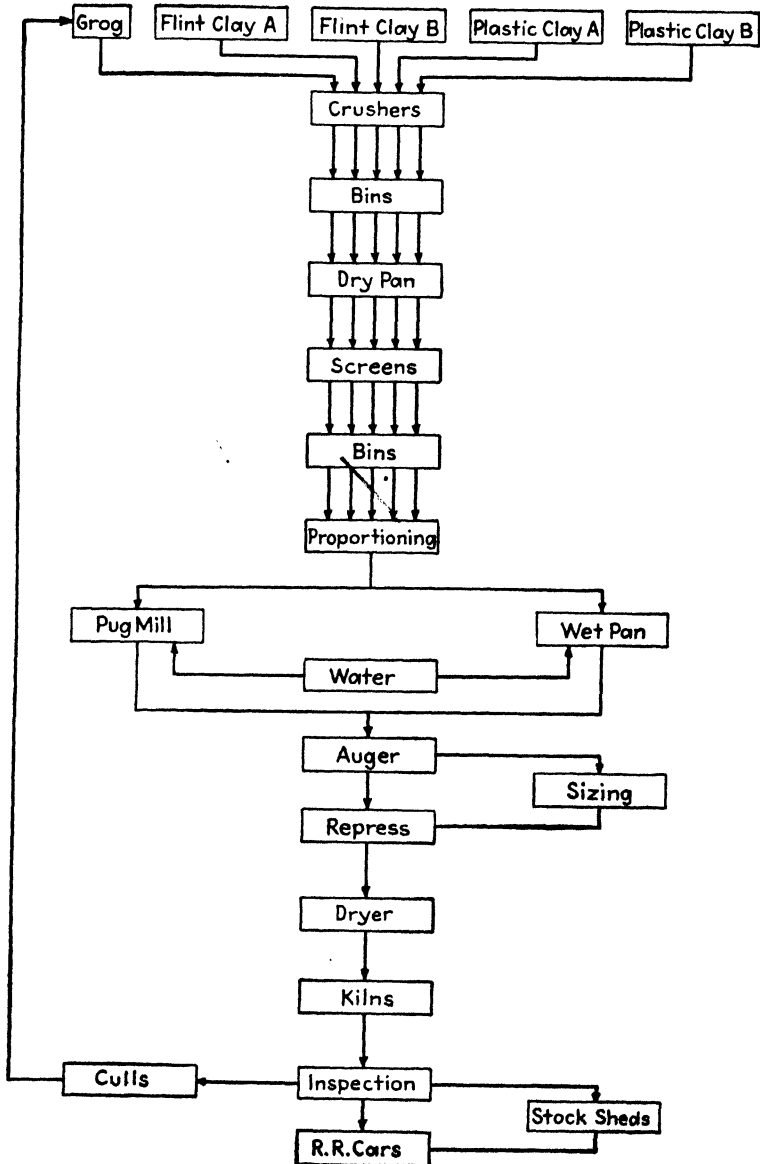 Grog
Flint Clay A
Flint Clay B
Plastic Clay A
Plastic Clay B
Crushers
Bins
Dry Pan
Screens
Bins
Proportioning
Pug Mill
Wet Pan
Water
Auger
Sizing
Repress
Dryer
Kilns
Culls
Inspection
Stock Sheds
R.R.Cars